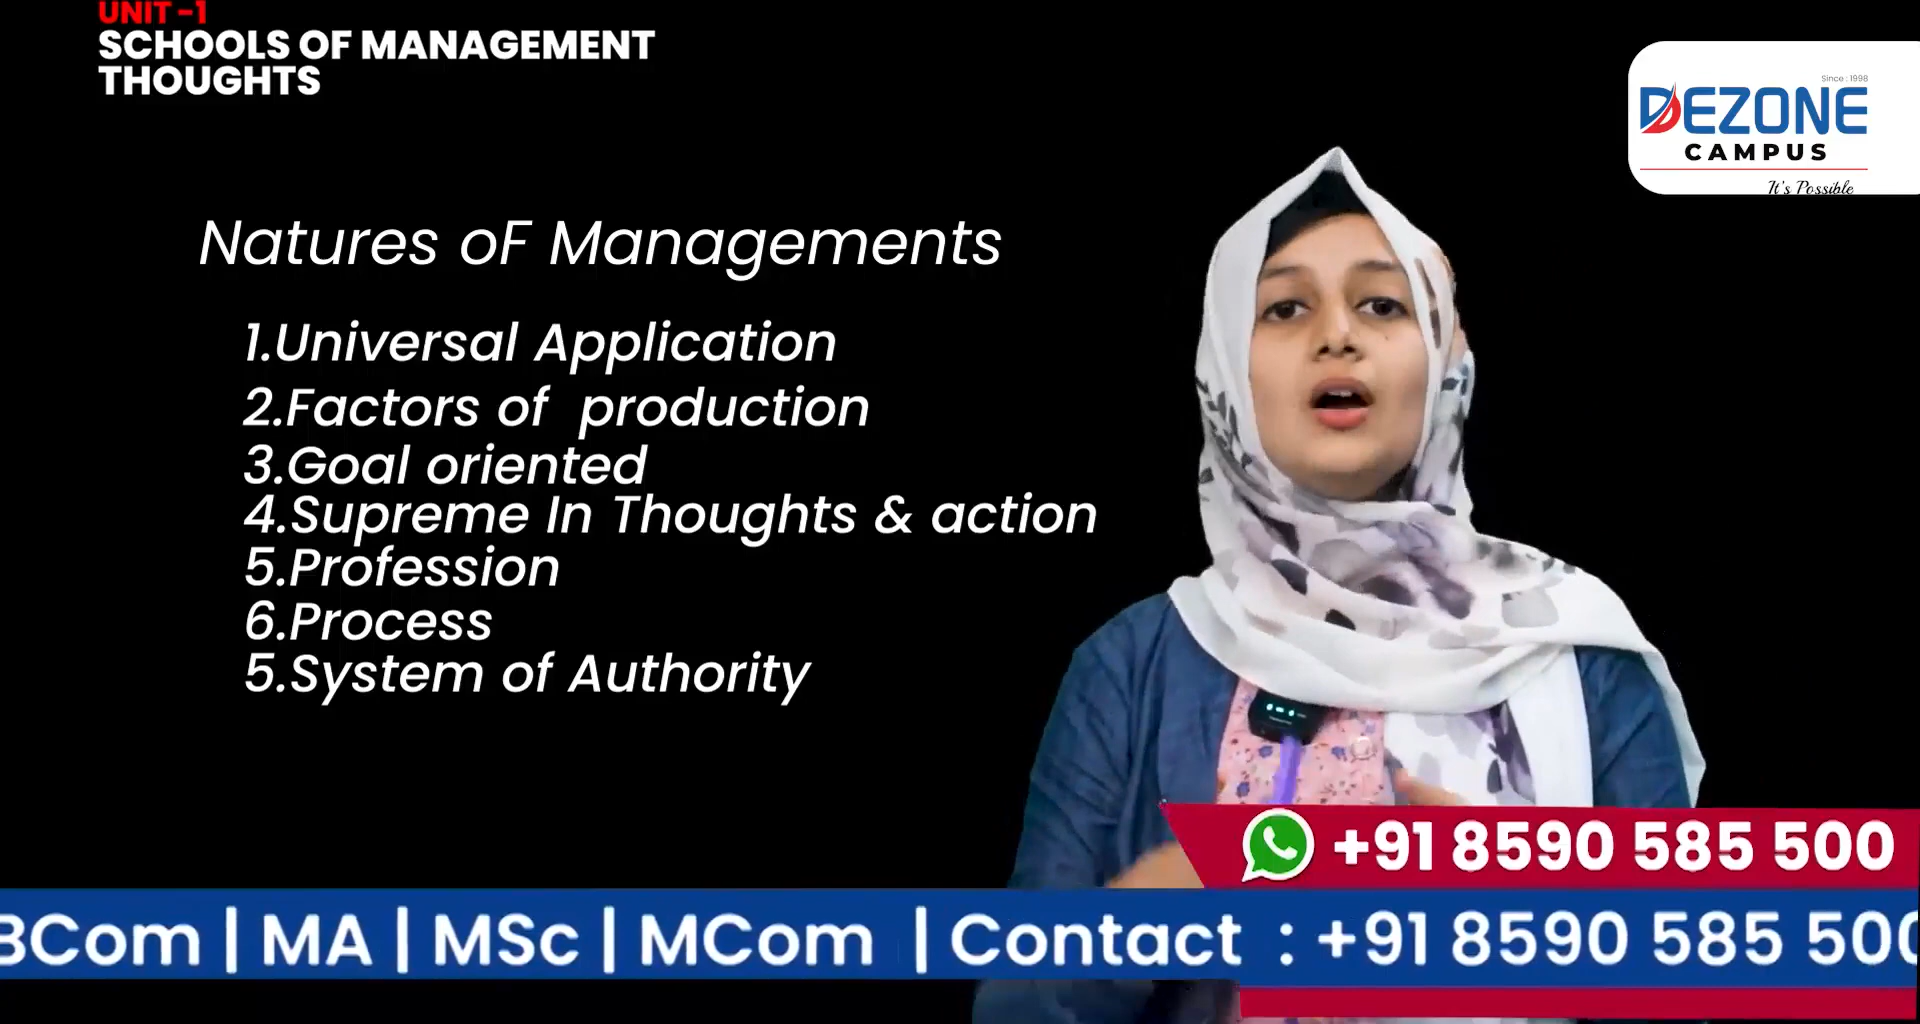 UNIT -1
SCHOOLS OF MANAGEMENT
THOUGHTS
Since : 1998
DEZONE
CAMPUS
It's Possible
Natures oF Managements
1.Universal Application
2.Factors of production
3.Goal oriented
4.Supreme In Thoughts & action
5.Profession
6.Process
5.System of Authority
+91 8590 585 500
BCom | MA | MSc | MCom | Contact : +91 8590 585 500